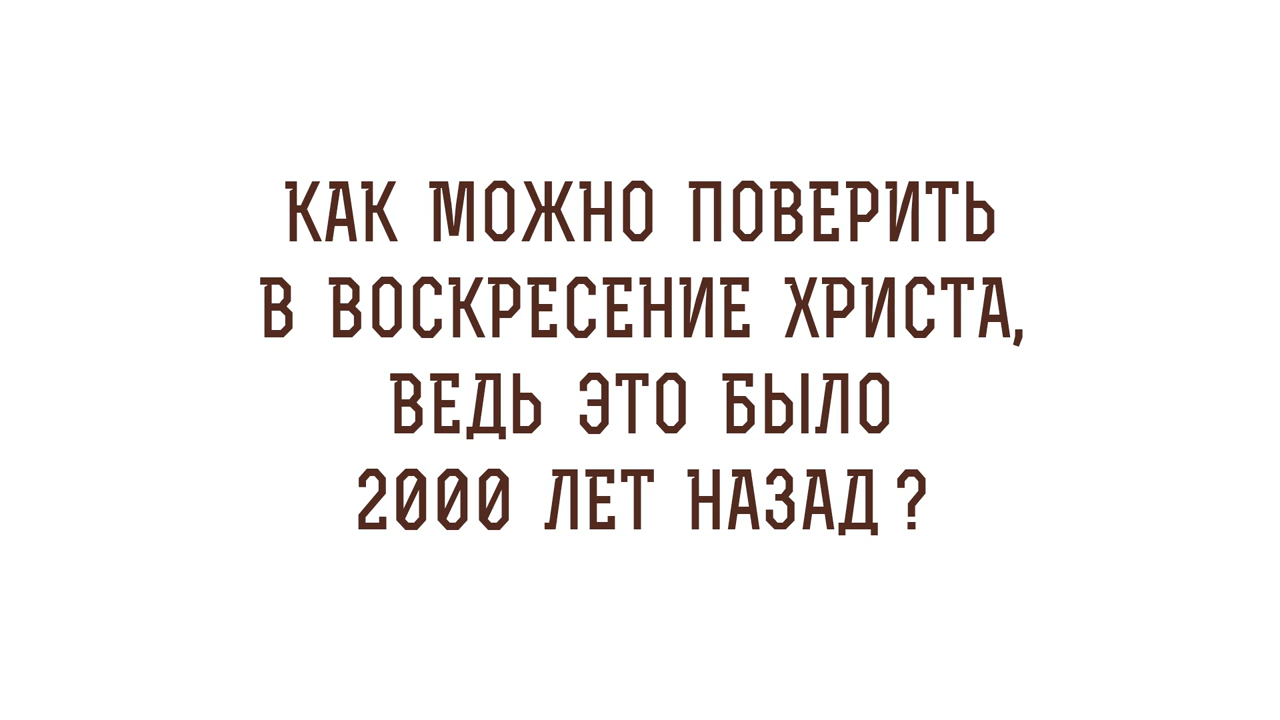 КАК МОЖНО ПОВЕРИТЬ
В ВОСКРЕСЕНИЕ ХРИСТА,
ВЕДЬ ЭТО БЫЛО
2000 ЛЕТ НАЗАД?